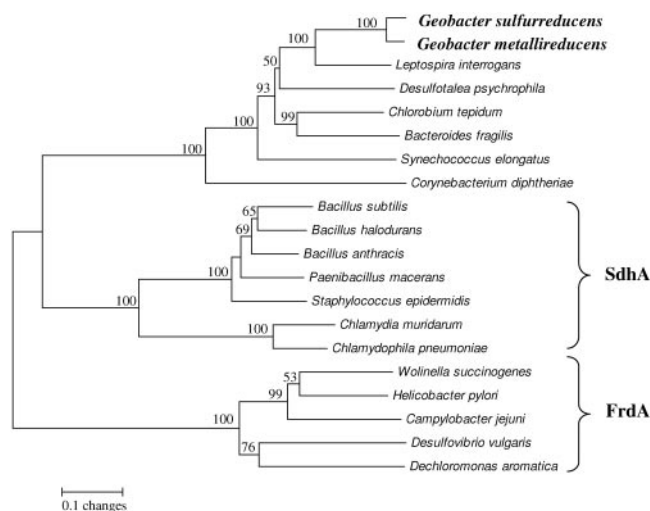 100
Geobacter sulfurreducens
100
Geobacter metallireducens
50
Leptospira interrogans
93
Desulfotalea psychrophila
100
Chlorobium tepidum
99
Bacteroides fragilis
100
Synechococcus elongatus
Corynebacterium diphtheriae
65
Bacillus subtilis
69
Bacillus halodurans
Bacillus anthracis
100
Paenibacillus macerans
SdhA
100
Staphylococcus epidermidis
100
Chlamydia muridarum
Chlamydophila pneumoniae
53
Wolinella succinogenes
99
Helicobacter pylori
FrdA
100
Campylobacter jejuni
76
Desulfovibrio vulgaris
Dechloromonas aromatica
0.1 changes